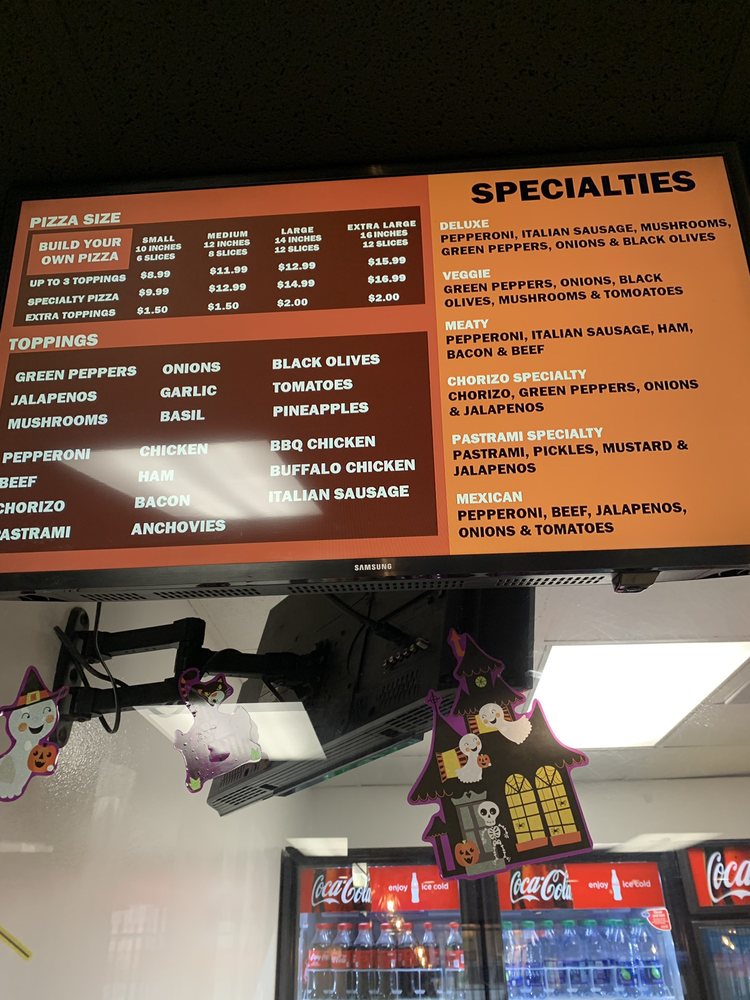 PIZZA SIZE
BUILD YOUR
OWN PIZZA
SMALL
10 INCHES
6 SLICES
MEDIUM
12 INCHES
8 SLICES
LARGE
14 INCHES
12 SLICES
EXTRA LARGE
16 INCHES
12 SLICES
UP TO 3 TOPPINGS $8.99 $11.99 $12.99 $15.99
SPECIALTY PIZZA $9.99 $12.99 $14.99 $16.99
EXTRA TOPPINGS $1.50 $1.50 $2.00 $2.00
TOPPINGS
GREEN PEPPERS ONIONS BLACK OLIVES
JALAPENOS GARLIC TOMATOES
MUSHROOMS BASIL PINEAPPLES
PEPPERONI CHICKEN BBQ CHICKEN
BEEF HAM BUFFALO CHICKEN
CHORIZO BACON ITALIAN SAUSAGE
PASTRAMI ANCHOVIES
SPECIALTIES
DELUXE
PEPPERONI, ITALIAN SAUSAGE, MUSHROOMS,
GREEN PEPPERS, ONIONS & BLACK OLIVES
VEGGIE
GREEN PEPPERS, ONIONS, BLACK
OLIVES, MUSHROOMS & TOMOATOES
MEATY
PEPPERONI, ITALIAN SAUSAGE, HAM,
BACON & BEEF
CHORIZO SPECIALTY
CHORIZO, GREEN PEPPERS, ONIONS
& JALAPENOS
PASTRAMI SPECIALTY
PASTRAMI, PICKLES, MUSTARD &
JALAPENOS
MEXICAN
PEPPERONI, BEEF, JALAPENOS,
ONIONS & TOMATOES
SAMSUNG
Coca-Cola enjoy ice cold
Coca-Cola enjoy ice cold
Coca